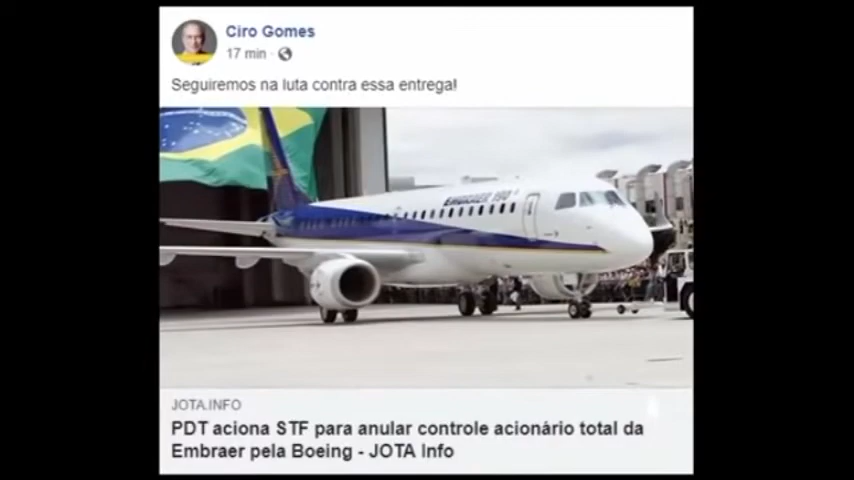 Ciro Gomes
17 min
Seguiremos na luta contra essa entrega!
EMBRAER 190
JOTA.INFO
PDT aciona STF para anular controle acionário total da
Embraer pela Boeing - JOTA Info